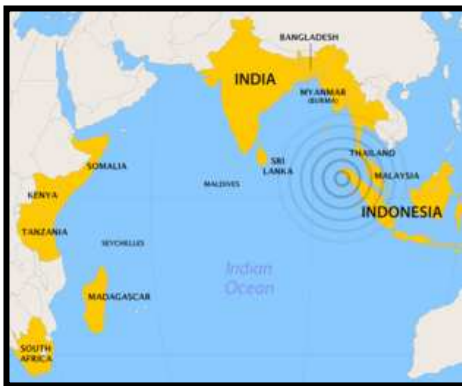 BANGLADESH
INDIA
MYANMAR
(BURMA)
THAILAND
SRI
LANKA
MALAYSIA
MALDIVES
SOMALIA
KENYA
INDONESIA
TANZANIA
SEYCHELLES
Indian
Ocean
MADAGASCAR
SOUTH
AFRICA